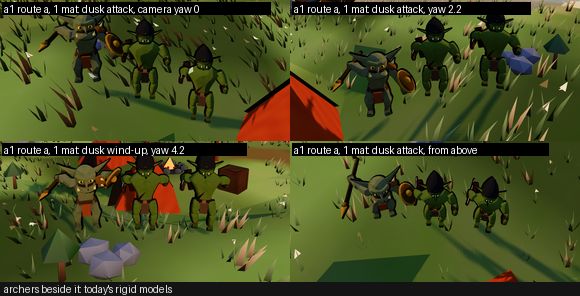 a1 route a, 1 mat: dusk attack, camera yaw 0
a1 route a, 1 mat: dusk attack, yaw 2.2
a1 route a, 1 mat: dusk wind-up, yaw 4.2
a1 route a, 1 mat: dusk attack, from above
archers beside it: today's rigid models